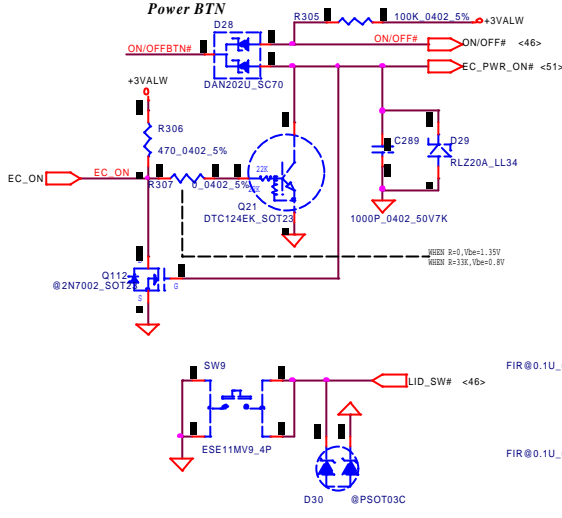 Power BTN
D28
R305
100K_0402_5%
+3VALW
ON/OFFBTN#
ON/OFF#
ON/OFF# <46>
EC_PWR_ON# <51>
DAN202U_SC70
+3VALW
R306
470_0402_5%
C289
D29
RLZ20A_LL34
EC_ON
EC_ON
R307
0_0402_5%
22K
22K
Q21
DTC124EK_SOT23
1000P_0402_50V7K
WHEN R=0,Vbe=1.35V
WHEN R=33K,Vbe=0.8V
Q112
@2N7002_SOT23
G
S
SW9
LID_SW# <46>
FIR@0.1U_
ESE11MV9_4P
FIR@0.1U_
D30
@PSOT03C